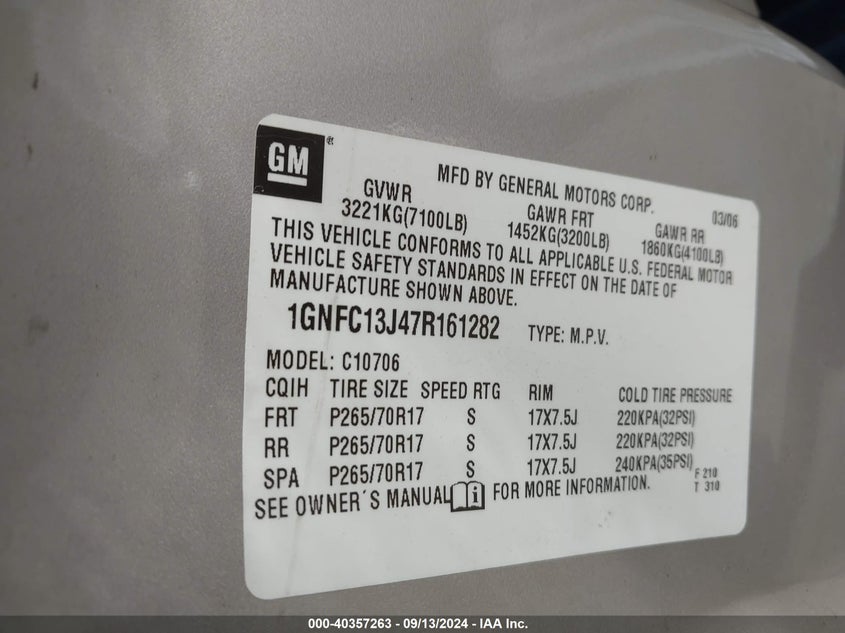 GM®
MFD BY GENERAL MOTORS CORP. 03/06
GVWR GAWR FRT GAWR RR
3221KG(7100LB) 1452KG(3200LB) 1860KG(4100LB)
THIS VEHICLE CONFORMS TO ALL APPLICABLE U.S. FEDERAL MOTOR
VEHICLE SAFETY STANDARDS IN EFFECT ON THE DATE OF
MANUFACTURE SHOWN ABOVE.
1GNFC13J47R161282 TYPE: M.P.V.
MODEL: C10706
CQIH TIRE SIZE SPEED RTG RIM COLD TIRE PRESSURE
FRT P265/70R17 S 17X7.5J 220KPA(32PSI)
RR P265/70R17 S 17X7.5J 220KPA(32PSI)
SPA P265/70R17 S 17X7.5J 240KPA(35PSI)
SEE OWNER´S MANUAL FOR MORE INFORMATION.
F 210
T 310
000-40357263 - 09/13/2024 - IAA Inc.